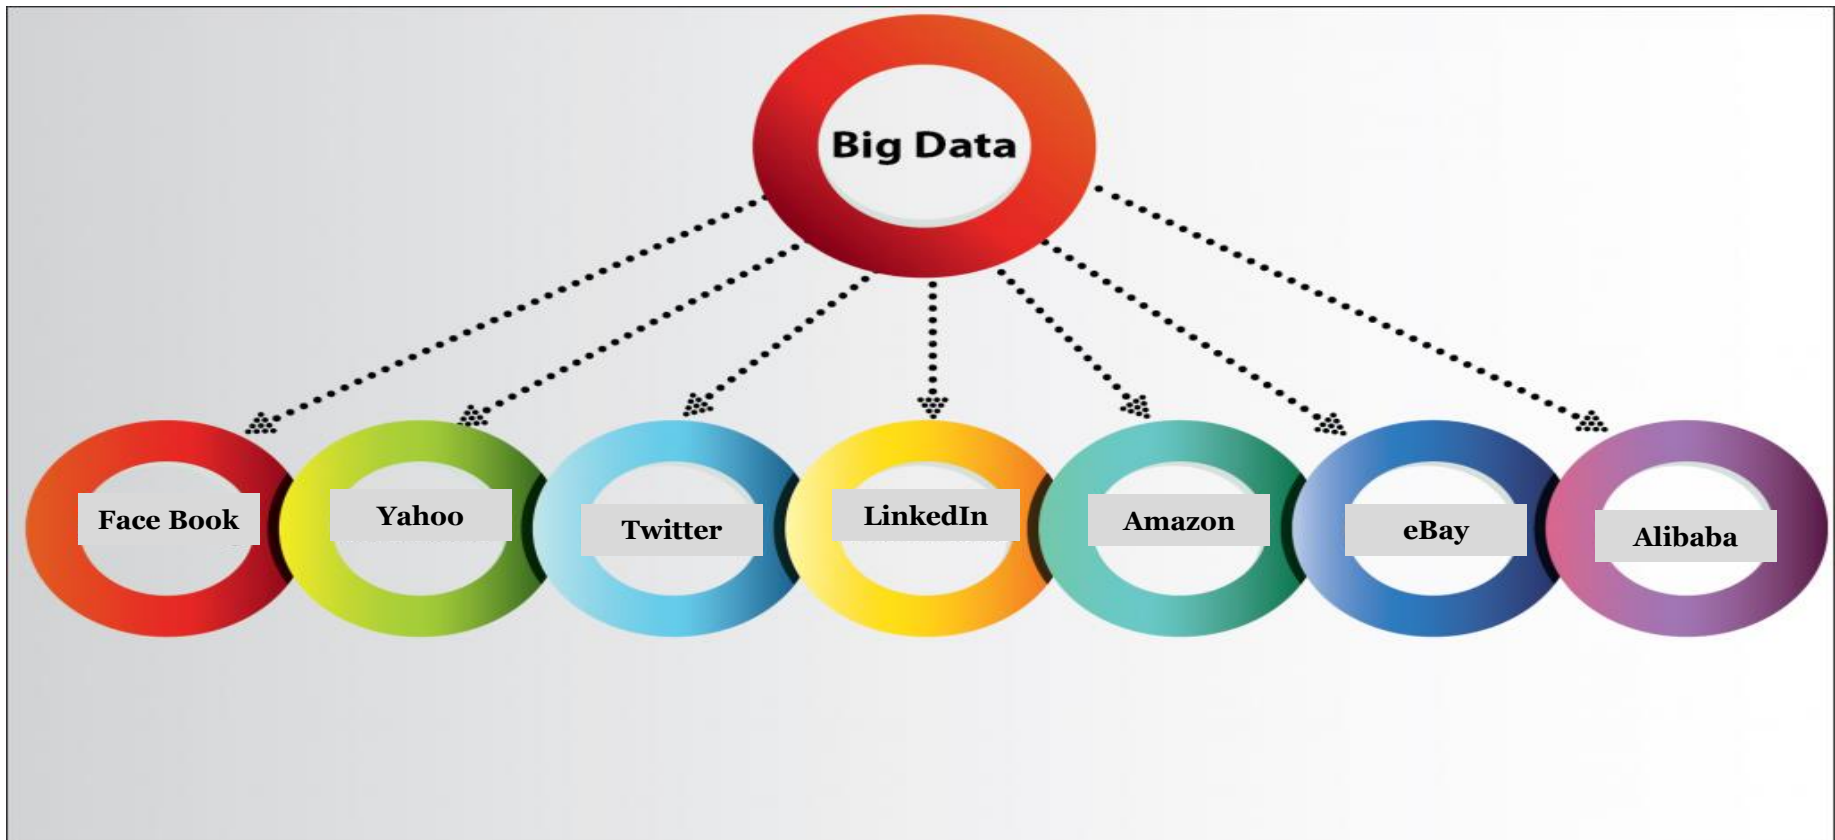 Big Data
Face Book
Yahoo
Twitter
LinkedIn
Amazon
eBay
Alibaba